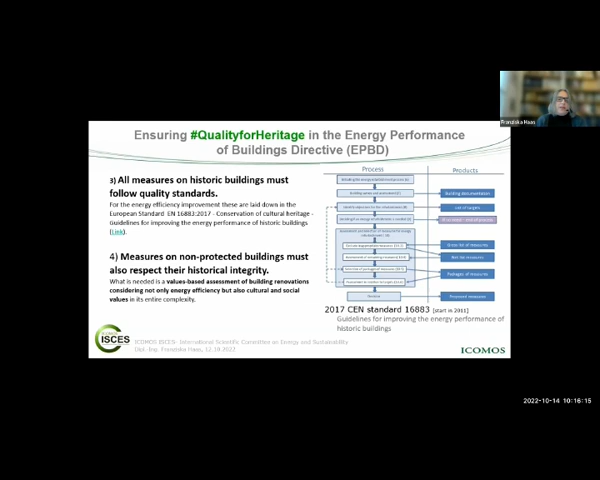 Franziska Haas
Ensuring #QualityforHeritage in the Energy Performance
of Buildings Directive (EPBD)
3) All measures on historic buildings must
follow quality standards.
For the energy efficiency improvement these are laid down in the
European Standard EN 16883:2017 - Conservation of cultural heritage -
Guidelines for improving the energy performance of historic buildings
(Link).
4) Measures on non-protected buildings must
also respect their historical integrity.
What is needed is a values-based assessment of building renovations
considering not only energy efficiency but also cultural and social
values in its entire complexity.
Process
Products
Building documentation
List of targets
Packages of measures
Proposed measures
2017 CEN standard 16883 [start in 2011]
Guidelines for improving the energy performance of
historic buildings
ISCES
ICOMOS ISCES- International Scientific Committee on Energy and Sustainability
Dipl. Ing. Franziska Haas, 12.10.2022
ICOMOS
2022-10-14 10:16:15